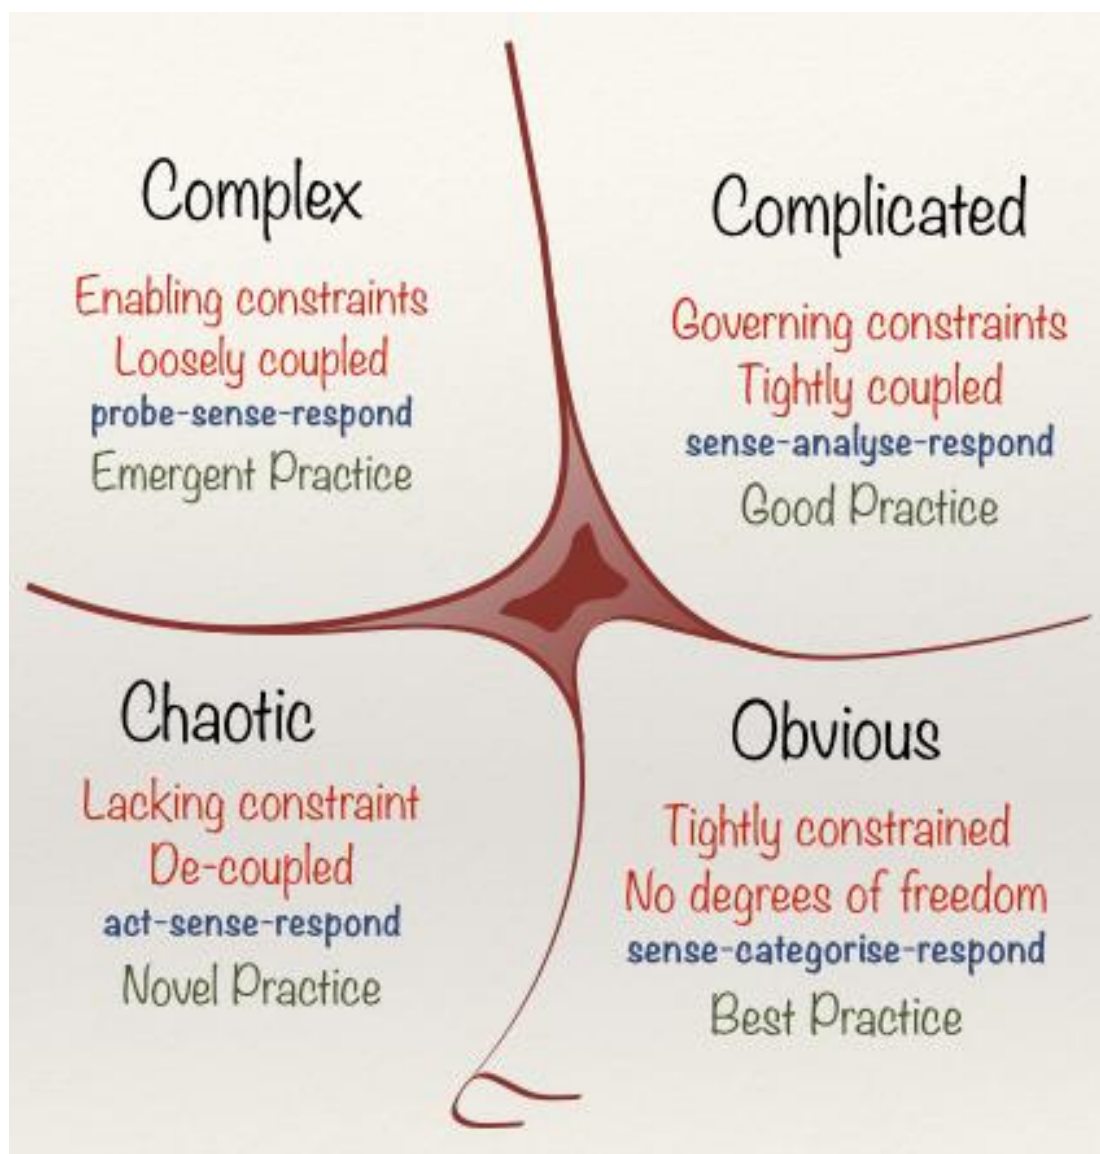 Complex
Enabling constraints
Loosely coupled
probe-sense-respond
Emergent Practice
Complicated
Governing constraints
Tightly coupled
sense-analyse-respond
Good Practice
Chaotic
Lacking constraint
De-coupled
act-sense-respond
Novel Practice
Obvious
Tightly constrained
No degrees of freedom
sense-categorise-respond
Best Practice